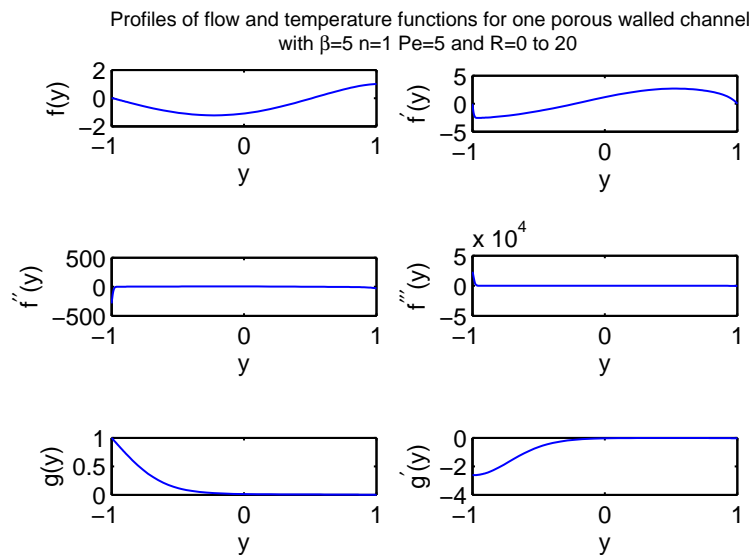 Profiles of flow and temperature functions for one porous walled channel
with β=5 n=1 Pe=5 and R=0 to 20
2
0
−2
f(y)
−1 0 1
y
5
0
−5
f′(y)
−1 0 1
y
500
0
−500
f′′(y)
−1 0 1
y
x 10^4
5
0
−5
f′′′(y)
−1 0 1
y
1
0.5
0
g(y)
−1 0 1
y
0
−2
−4
g′(y)
−1 0 1
y